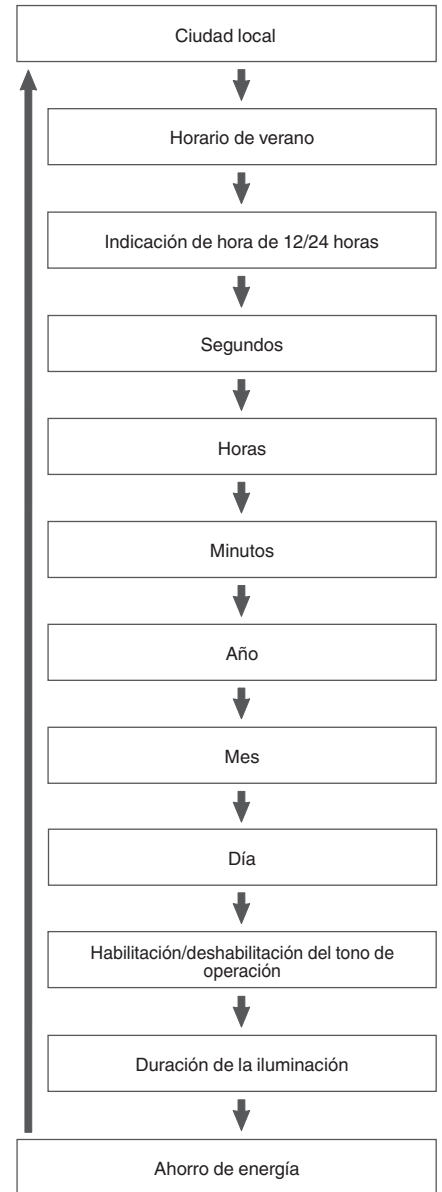 Ciudad local
Horario de verano
Indicación de hora de 12/24 horas
Segundos
Horas
Minutos
Año
Mes
Día
Habilitación/deshabilitación del tono de
operación
Duración de la iluminación
Ahorro de energía